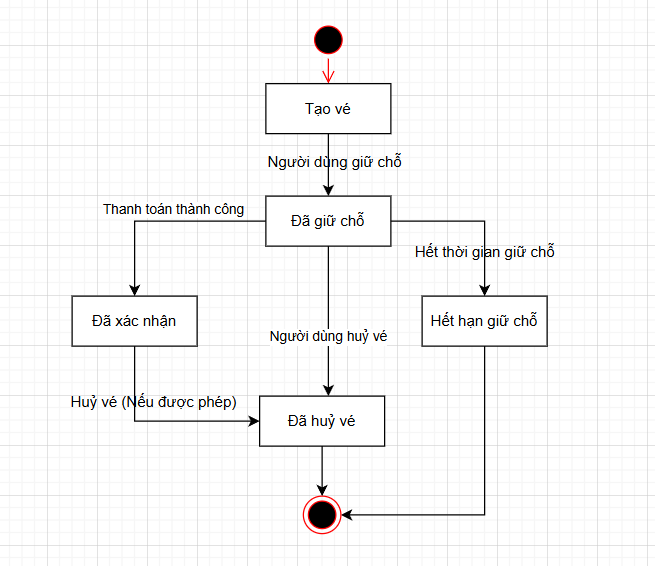 Tạo vé
Người dùng giữ chỗ
Thanh toán thành công
Đã giữ chỗ
Hết thời gian giữ chỗ
Đã xác nhận
Hết hạn giữ chỗ
Người dùng huỷ vé
Huỷ vé (Nếu được phép)
Đã huỷ vé